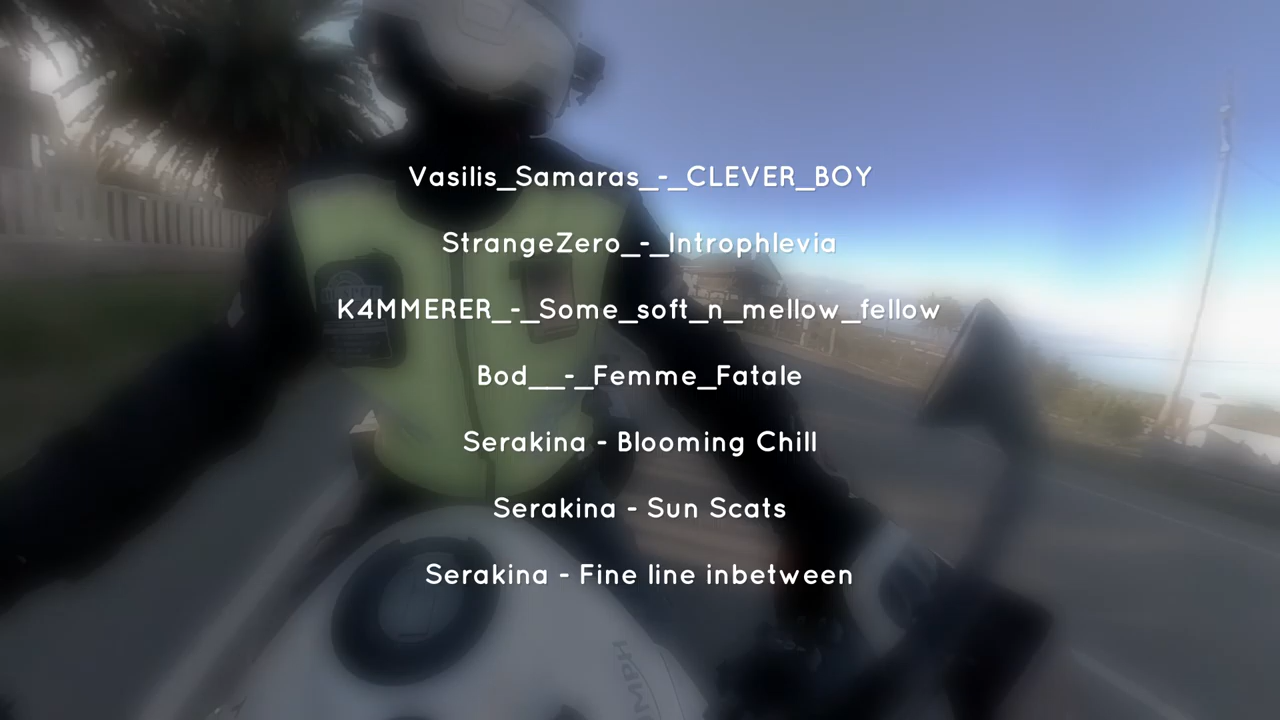 Vasilis_Samaras_-_CLEVER_BOY
StrangeZero_-_Introphlevia
K4MMERER_-_Some_soft_n_mellow_fellow
Bod__-_Femme_Fatale
Serakina - Blooming Chill
Serakina - Sun Scats
Serakina - Fine line inbetween